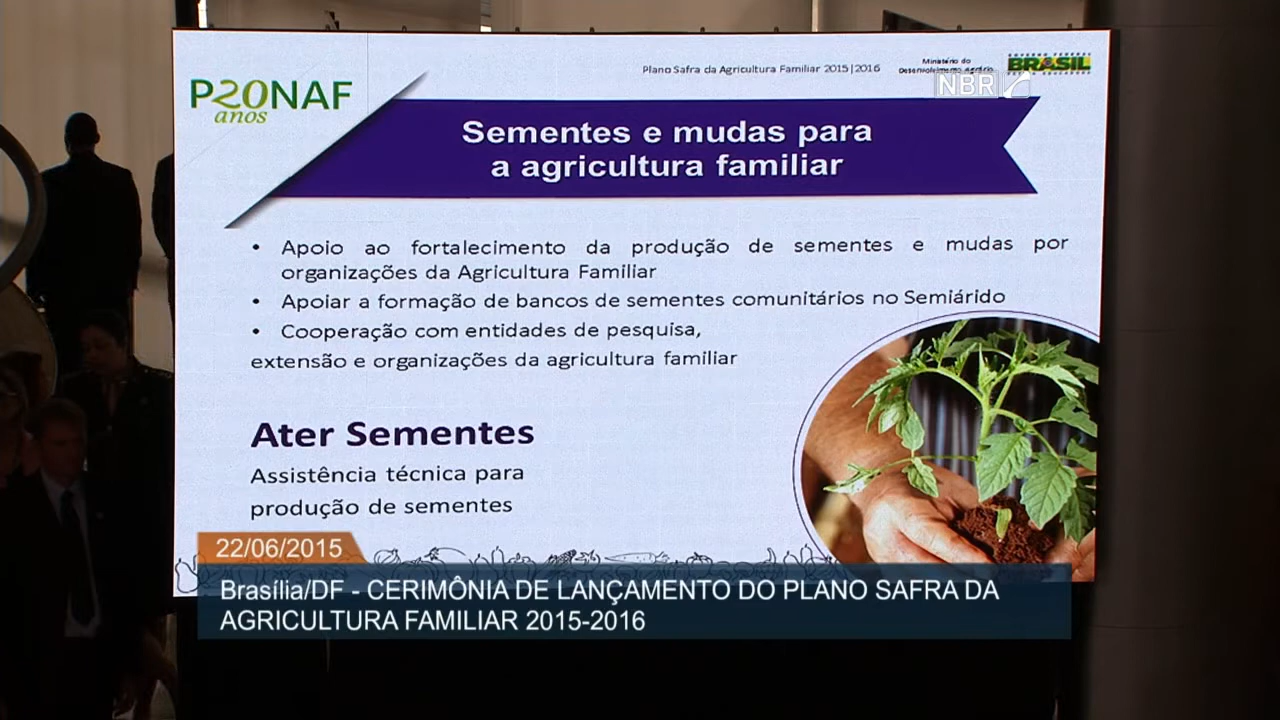 Plano Safra da Agricultura Familiar 2015|2016
Ministério do
Desenvolvimento Agrário
BRASIL
NBR
P20NAF
anos
Sementes e mudas para
a agricultura familiar
• Apoio ao fortalecimento da produção de sementes e mudas por
organizações da Agricultura Familiar
• Apoiar a formação de bancos de sementes comunitários no Semiárido
• Cooperação com entidades de pesquisa,
extensão e organizações da agricultura familiar
Ater Sementes
Assistência técnica para
produção de sementes
22/06/2015
Brasília/DF - CERIMÔNIA DE LANÇAMENTO DO PLANO SAFRA DA
AGRICULTURA FAMILIAR 2015-2016